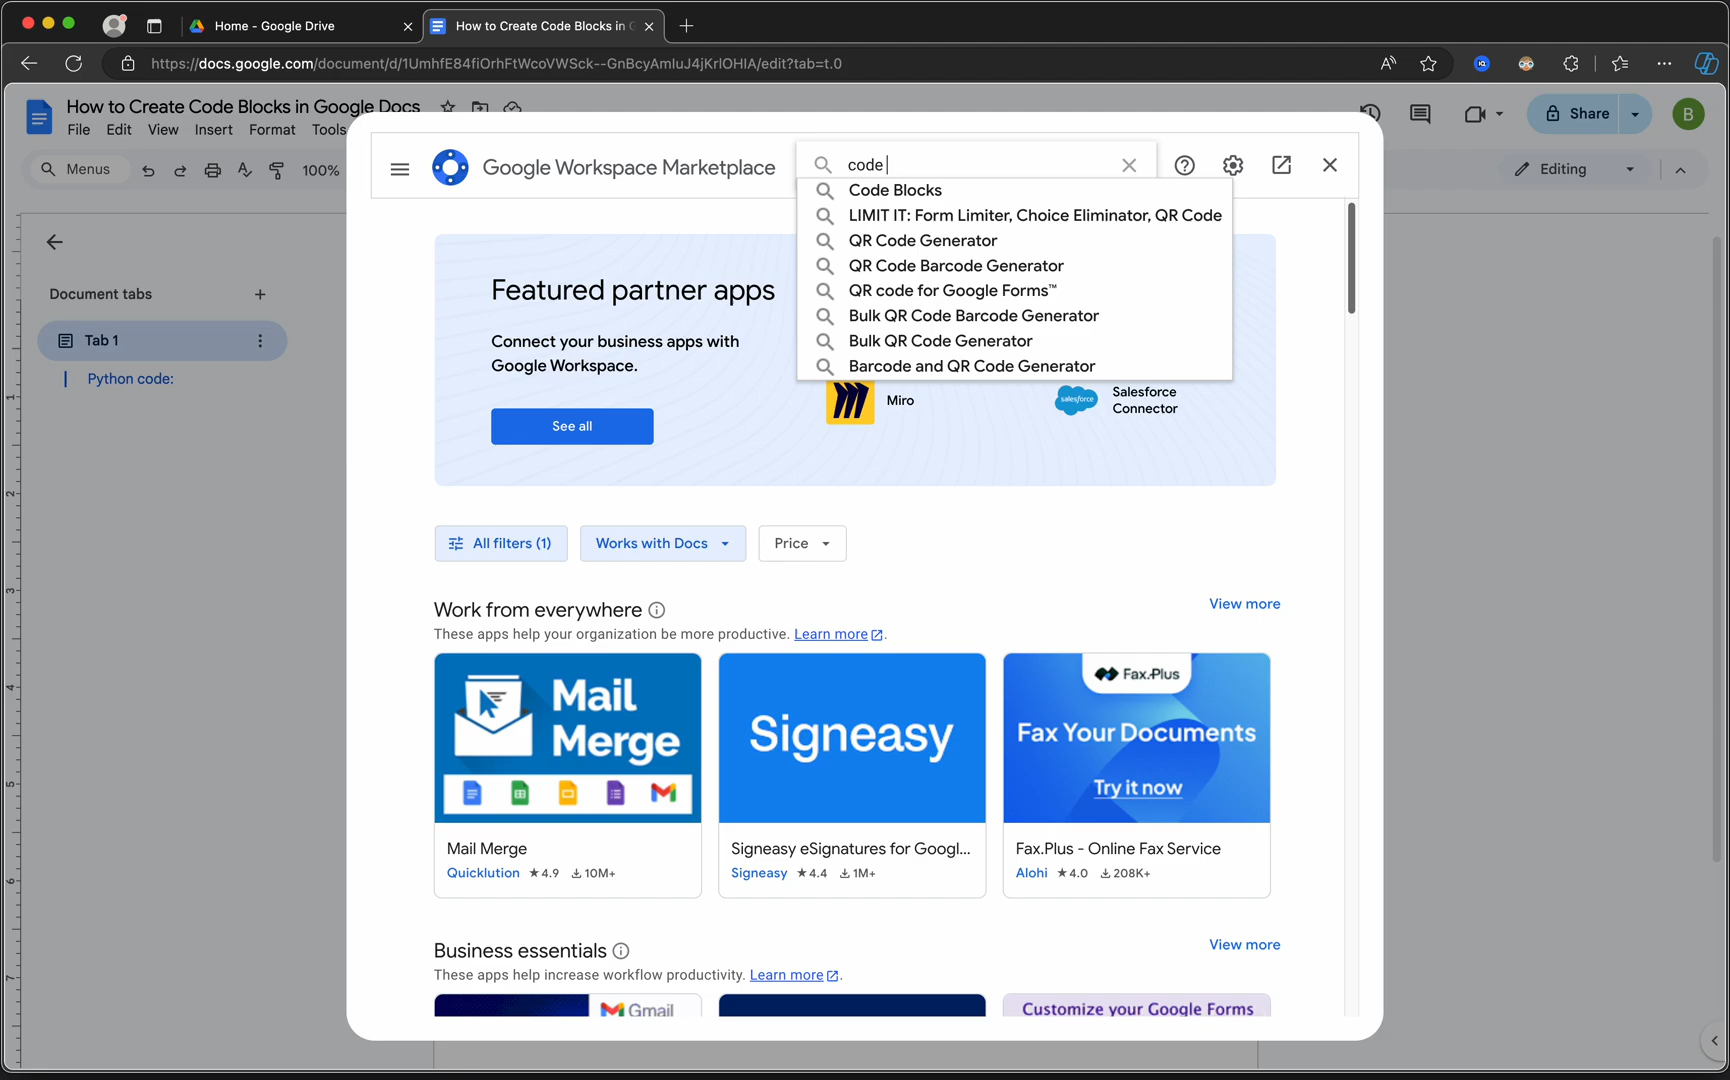 Home - Google Drive
How to Create Code Blocks in G
https://docs.google.com/document/d/1UmhfE84fiOrhFtWcoVWSck--GnBcyAmIuJ4jKrIOHIA/edit?tab=t.0
How to Create Code Blocks in Google Docs
File Edit View Insert Format Tools
Share
B
Menus
100%
Editing
Google Workspace Marketplace
code
Code Blocks
LIMIT IT: Form Limiter, Choice Eliminator, QR Code
QR Code Generator
QR Code Barcode Generator
QR code for Google Forms™
Bulk QR Code Barcode Generator
Bulk QR Code Generator
Barcode and QR Code Generator
Document tabs
Tab 1
Python code:
1
2
3
4
5
6
7
Featured partner apps
Connect your business apps with
Google Workspace.
See all
Miro
salesforce
Salesforce
Connector
All filters (1)
Works with Docs
Price
Work from everywhere
View more
These apps help your organization be more productive. Learn more.
Mail
Merge
Mail Merge
Quicklution ★4.9 10M+
Signeasy
Signeasy eSignatures for Googl...
Signeasy ★4.4 1M+
Fax.Plus
Fax Your Documents
Try it now
Fax.Plus - Online Fax Service
Alohi ★4.0 208K+
Business essentials
View more
These apps help increase workflow productivity. Learn more.
Gmail
Customize your Google Forms